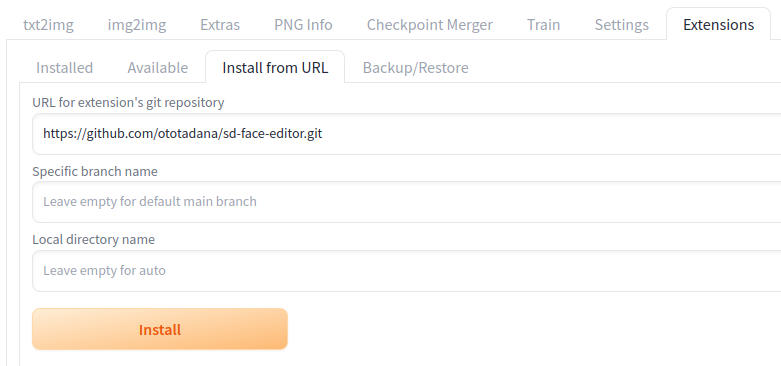 txt2img img2img Extras PNG Info Checkpoint Merger Train Settings Extensions
Installed Available Install from URL Backup/Restore
URL for extension's git repository
https://github.com/ototadana/sd-face-editor.git
Specific branch name
Leave empty for default main branch
Local directory name
Leave empty for auto
Install